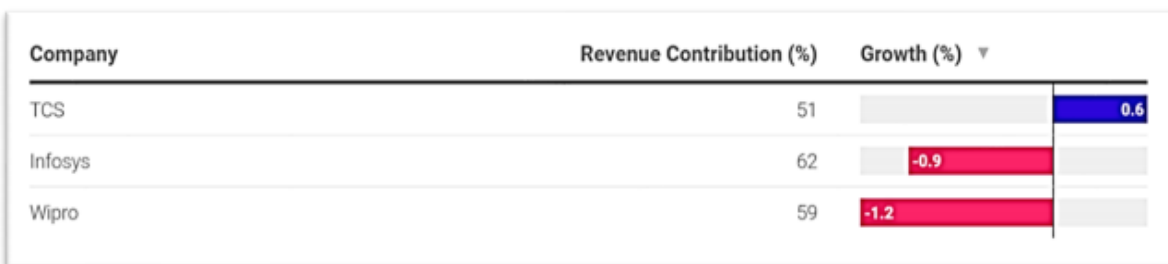 Company Revenue Contribution (%) Growth (%) ▼
TCS 51 0.6
Infosys 62 -0.9
Wipro 59 -1.2